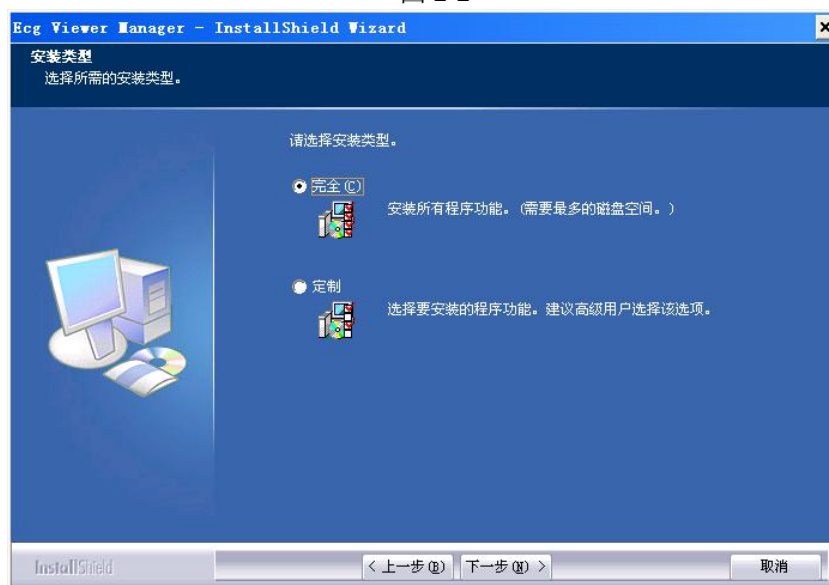 Ecg Viewer Manager - InstallShield Wizard
安装类型
选择所需的安装类型。
请选择安装类型。
完全(C)
安装所有程序功能。(需要最多的磁盘空间。)
定制
选择要安装的程序功能。建议高级用户选择该选项。
InstallShield
< 上一步(B) 下一步(N) > 取消